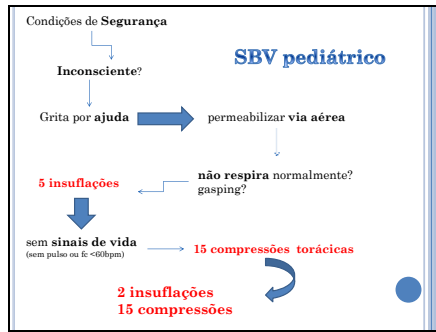 Condições de Segurança
SBV pediátrico
Inconsciente?
Grita por ajuda
permeabilizar via aérea
não respira normalmente?
gasping?
5 insuflações
sem sinais de vida
(sem pulso ou fc <60bpm)
15 compressões torácicas
2 insuflações
15 compressões